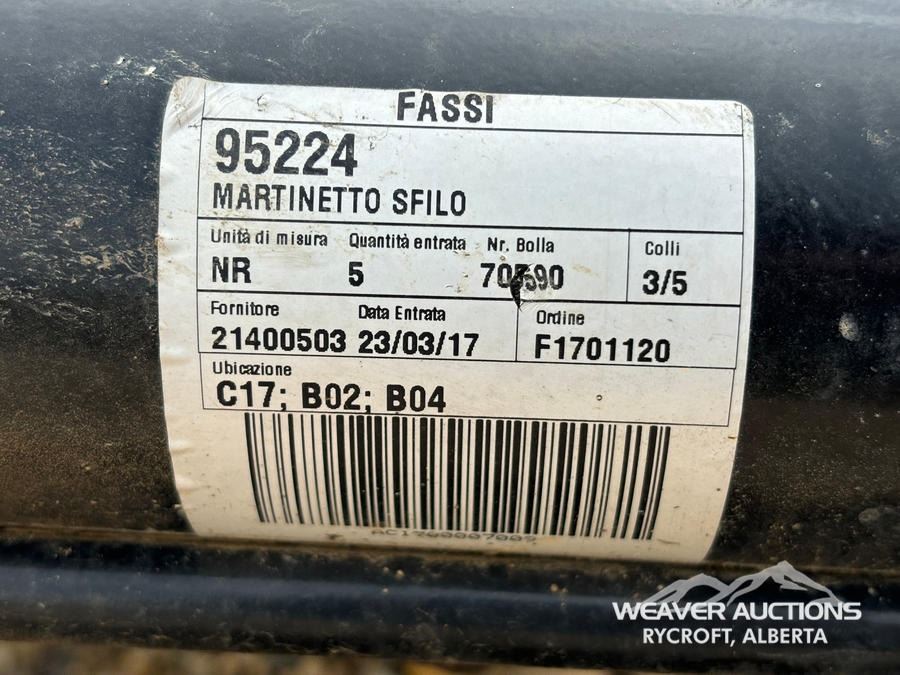 FASSI
95224
MARTINETTO SFILO
Unità di misura Quantità entrata Nr. Bolla Colli
NR 5 3/5
Fornitore Data Entrata Ordine
21400503 23/03/17 F1701120
Ubicazione
C17; B02; B04
WEAVER AUCTIONS
RYCROFT, ALBERTA